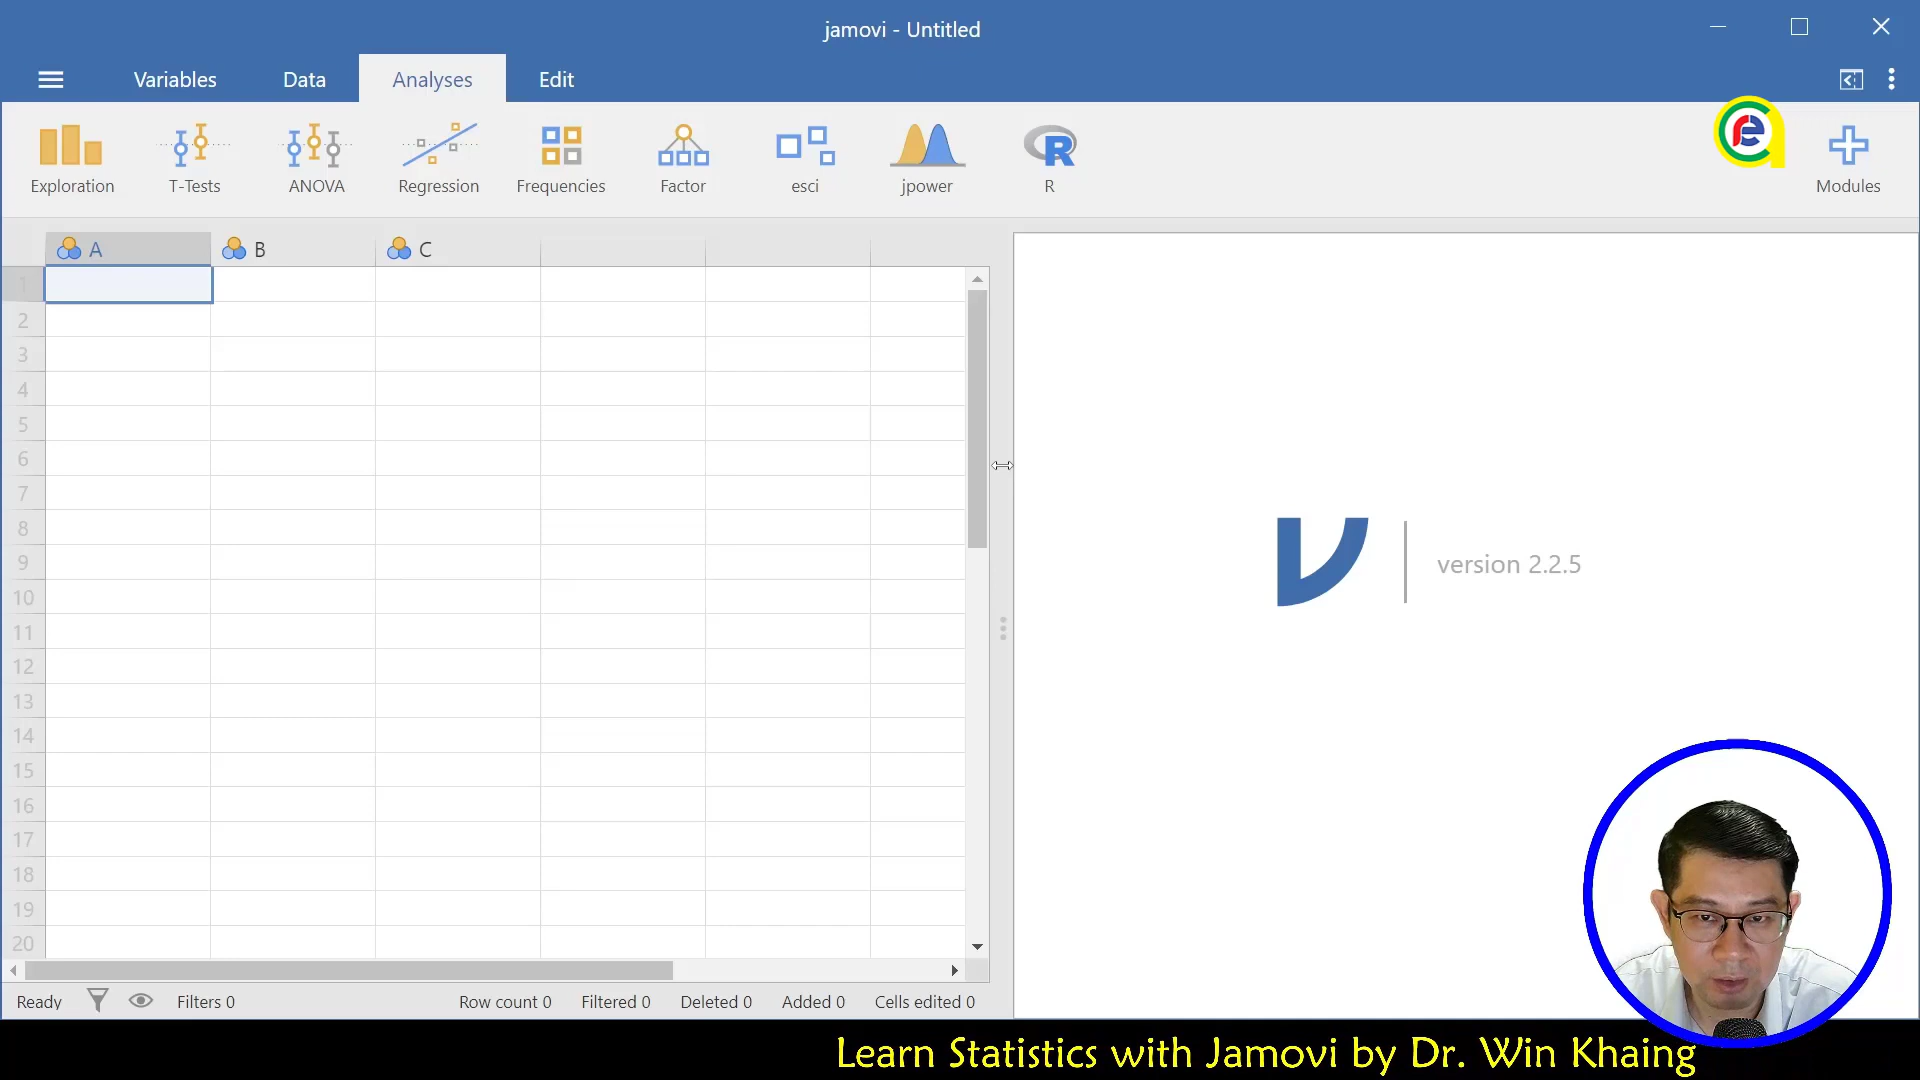 jamovi - Untitled
Variables Data Analyses Edit
Exploration T-Tests ANOVA Regression Frequencies Factor esci jpower R Modules
A B C
1
2
3
4
5
6
7
8
9
10
11
12
13
14
15
16
17
18
19
20
version 2.2.5
Ready Filters 0 Row count 0 Filtered 0 Deleted 0 Added 0 Cells edited 0
Learn Statistics with Jamovi by Dr. Win Khaing